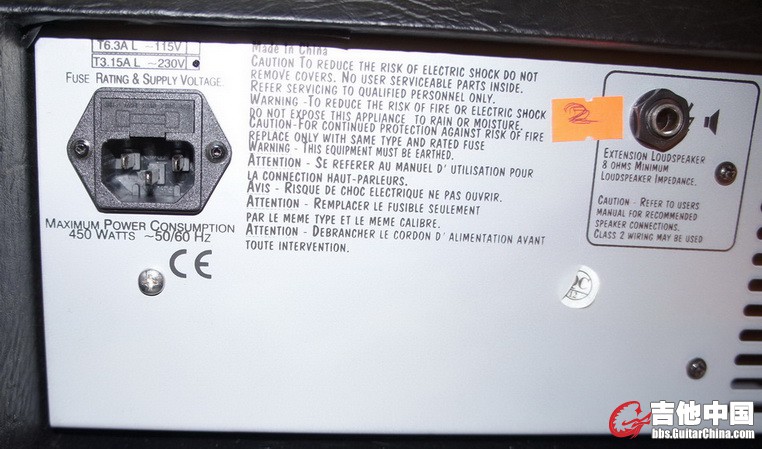 T6.3A L ~115V
T3.15A L ~230V
FUSE RATING & SUPPLY VOLTAGE.
MAXIMUM POWER CONSUMPTION
450 WATTS ~50/60 HZ
CE
Made In China
CAUTION TO REDUCE THE RISK OF ELECTRIC SHOCK DO NOT
REMOVE COVERS. NO USER SERVICEABLE PARTS INSIDE.
REFER SERVICING TO QUALIFIED PERSONNEL ONLY.
WARNING -TO REDUCE THE RISK OF FIRE OR ELECTRIC SHOCK
DO NOT EXPOSE THIS APPLIANCE TO RAIN OR MOISTURE.
CAUTION-FOR CONTINUED PROTECTION AGAINST RISK OF FIRE
REPLACE ONLY WITH SAME TYPE AND RATED FUSE
WARNING - THIS EQUIPMENT MUST BE EARTHED.
ATTENTION - SE REFERER AU MANUEL D' UTILISATION POUR
LA CONNECTION HAUT-PARLEURS.
AVIS - RISQUE DE CHOC ELECTRIQUE NE PAS OUVRIR.
ATTENTION - REMPLACER LE FUSIBLE SEULEMENT
PAR LE MEME TYPE ET LE MEME CALIBRE.
ATTENTION - DEBRANCHER LE CORDON D' ALIMENTATION AVANT
TOUTE INTERVENTION.
2
EXTENSION LOUDSPEAKER
8 OHMS MINIMUM
LOUDSPEAKER IMPEDANCE.
CAUTION - REFER TO USERS
MANUAL FOR RECOMMENDED
SPEAKER CONNECTIONS.
CLASS 2 WIRING MAY BE USED
吉他中国
bbs.GuitarChina.com